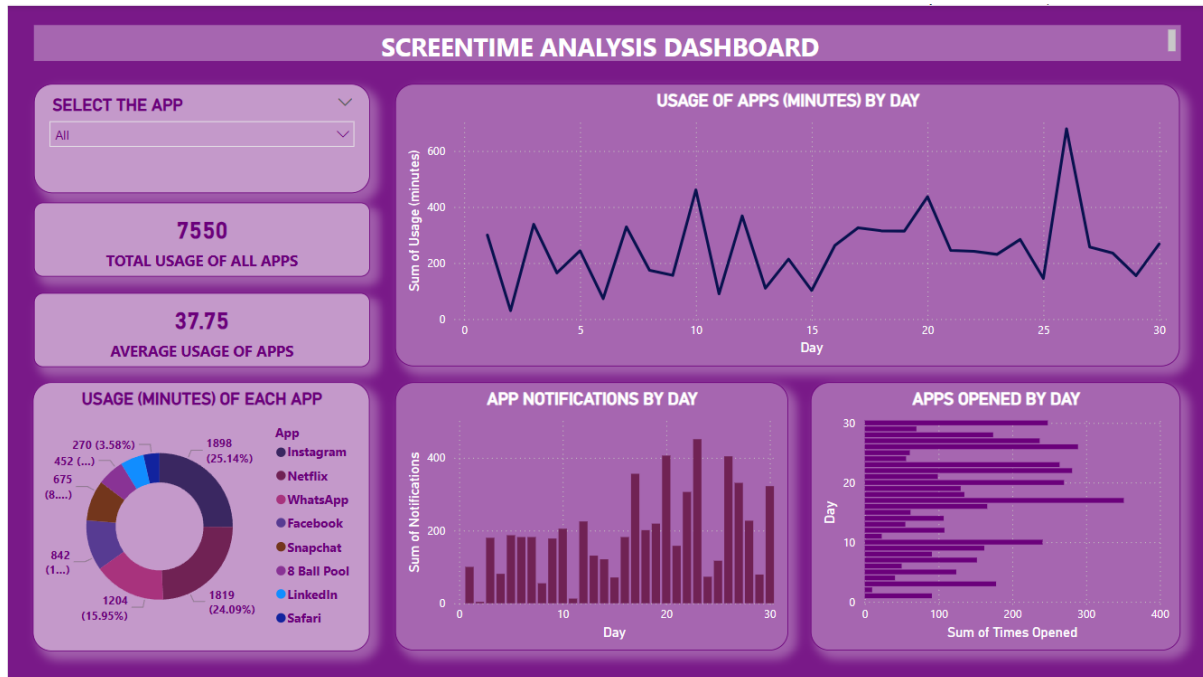 SCREENTIME ANALYSIS DASHBOARD
SELECT THE APP
All
7550
TOTAL USAGE OF ALL APPS
37.75
AVERAGE USAGE OF APPS
USAGE (MINUTES) OF EACH APP
270 (3.58%)
452 (...)
675
(8....)
842
(1...)
1204
(15.95%)
1819
(24.09%)
1898
(25.14%)
App
Instagram
Netflix
WhatsApp
Facebook
Snapchat
8 Ball Pool
LinkedIn
Safari
USAGE OF APPS (MINUTES) BY DAY
Sum of Usage (minutes)
600
400
200
0
0 5 10 15 20 25 30
Day
APP NOTIFICATIONS BY DAY
Sum of Notifications
400
200
0
0 10 20 30
Day
APPS OPENED BY DAY
Day
30
20
10
0
0 100 200 300 400
Sum of Times Opened